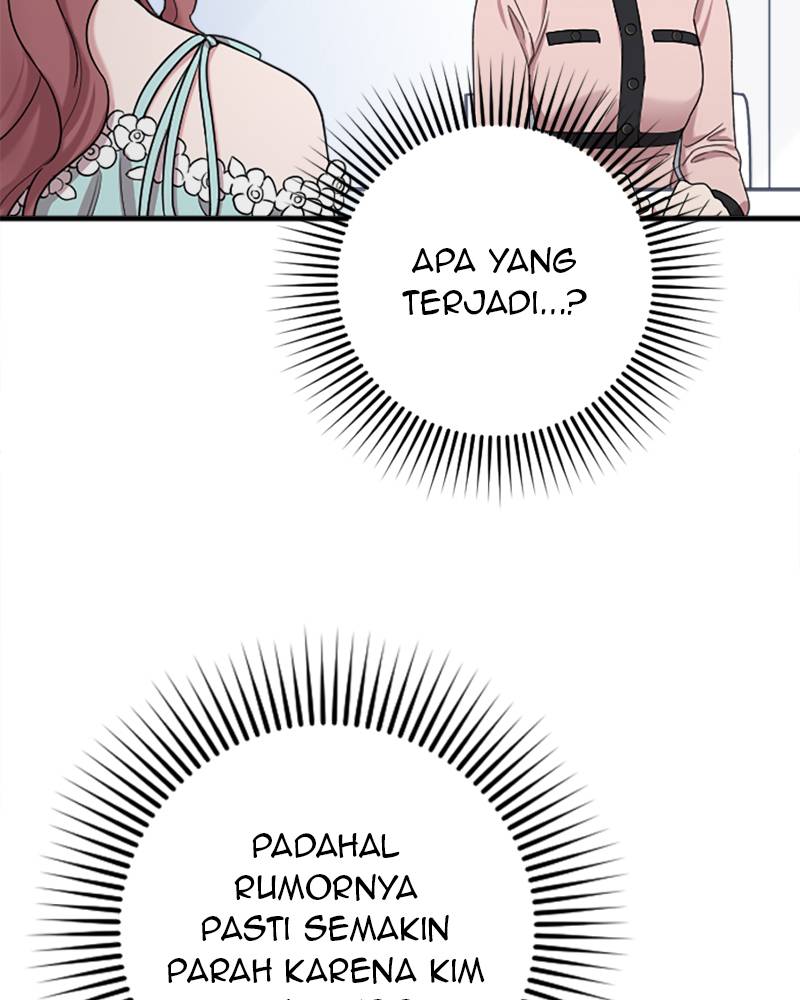 APA YANG
TERJADI...?
PADAHAL
RUMORNYA
PASTI SEMAKIN
PARAH KARENA KIM